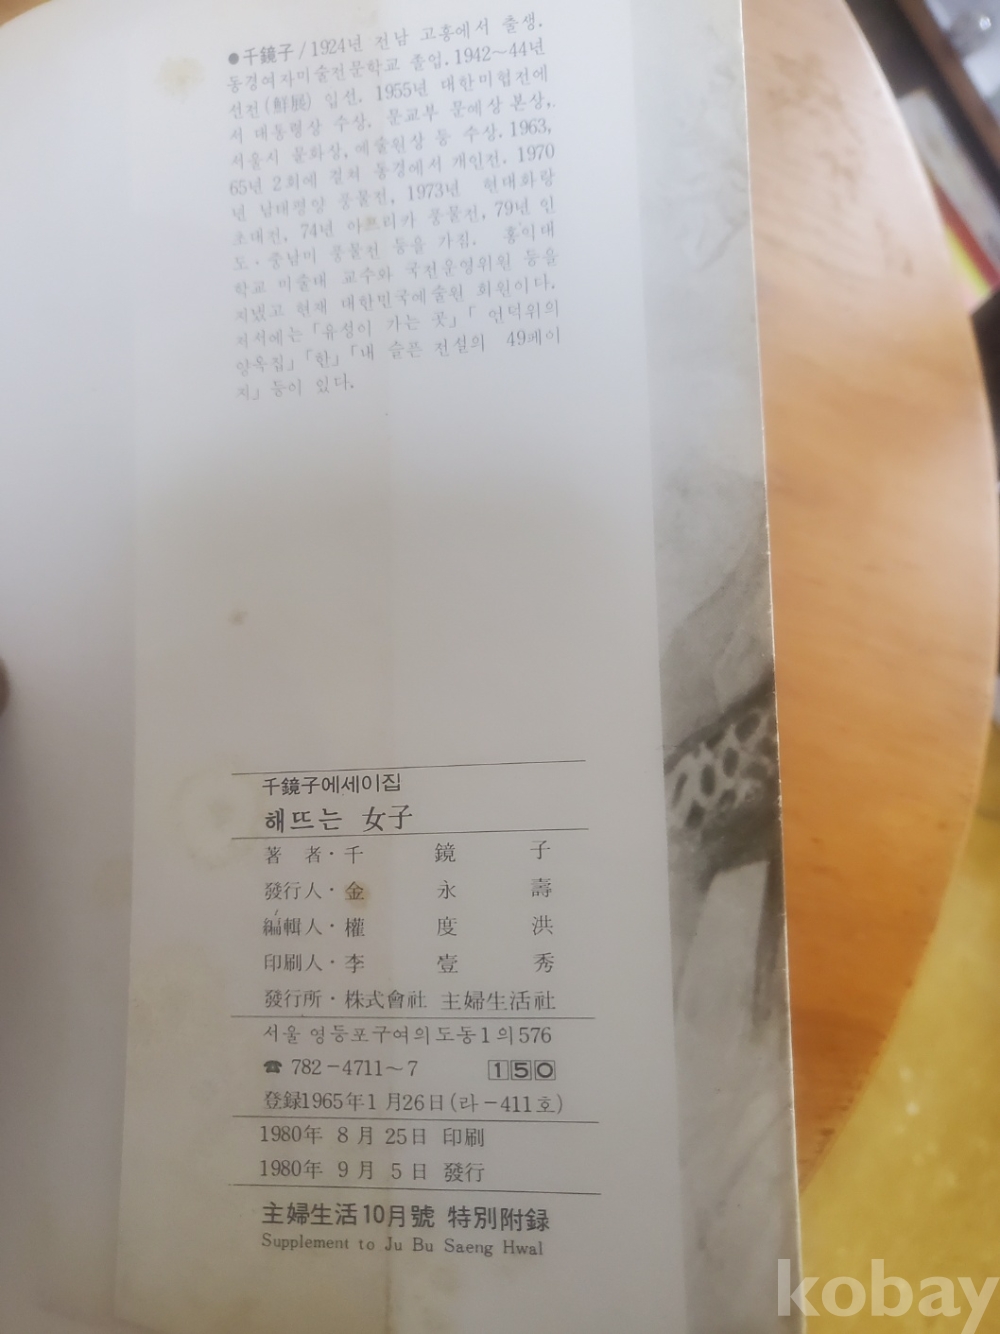 ●千鏡子/1924년 전남 고흥에서 출생.
동경여자미술전문학교 졸업. 1942～44년
선전(鮮展) 입선. 1955년 대한미협전에
서 대통령상 수상. 문교부 문예상 본상,
서울시 문화상, 예술원상 등 수상. 1963,
65년 2회에 걸쳐 동경에서 개인전. 1970
년 남태평양 풍물전, 1973년 현대화랑
초대전, 74년 아프리카 풍물전, 79년 인
도·중남미 풍물전 등을 가짐. 홍익대
학교 미술대 교수와 국전운영위원 등을
지냈고 현재 대한민국예술원 회원이다.
저서에는 「유성이 가는 곳」 「언덕위의
양옥집」 「한」 「내 슬픈 전설의 49페이
지」 등이 있다.
千鏡子에세이집
해뜨는 女子
著 者·千 鏡 子
發行人·金 永 壽
編輯人·權 度 洪
印刷人·李 壹 秀
發行所·株式會社 主婦生活社
서울 영등포구여의도동1의576
☎ 782－4711～7 150
登録1965年1月26日(라－411호)
1980年 8月 25日 印刷
1980年 9月 5日 發行
主婦生活10月號 特別附録
Supplement to Ju Bu Saeng Hwal
kobay